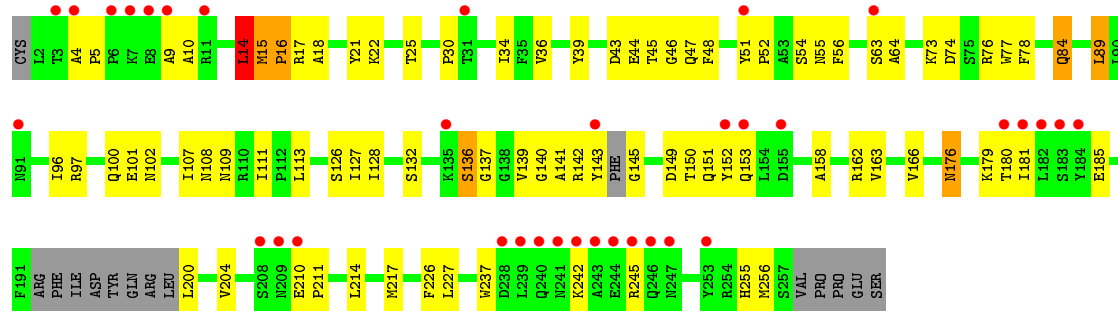 CYS L2 T3 A4 P5 P6 K7 E8 A9 A10 R11 L14 M15 P16 R17 A18 Y21 K22 T25 P30 T31 I34 F35 V36 Y39 D43 E44 T45 G46 Q47 F48 Y51 P52 A53 S54 N55 F56 S63 A64 K73 D74 S75 R76 W77 F78 Q84 L89
N91 I96 R97 Q100 E101 N102 I107 N108 N109 R110 I111 P112 L113 S126 I127 I128 S132 K135 S136 G137 G138 V139 G140 A141 R142 Y143 PHE G145 D149 T150 Q151 Y152 Q153 L154 D155 A158 R162 V163 V166 N176 K179 T180 I181 L182 S183 Y184 E185
F191 ARG PHE ILE ASP TYR GLN ARG LEU L200 V204 S208 N209 E210 P211 L214 M217 F226 L227 W237 D238 L239 Q240 N241 K242 A243 E244 R245 Q246 N247 Y253 R254 H255 M256 S257 VAL PRO PRO GLU SER